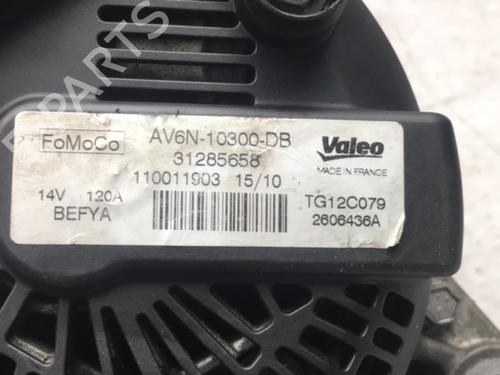 PARTS
FoMoCo
AV6N-10300-DB
31285658
110011903 15/10
14V 120A
BEFYA
Valeo
MADE IN FRANCE
TG12C079
2606436A